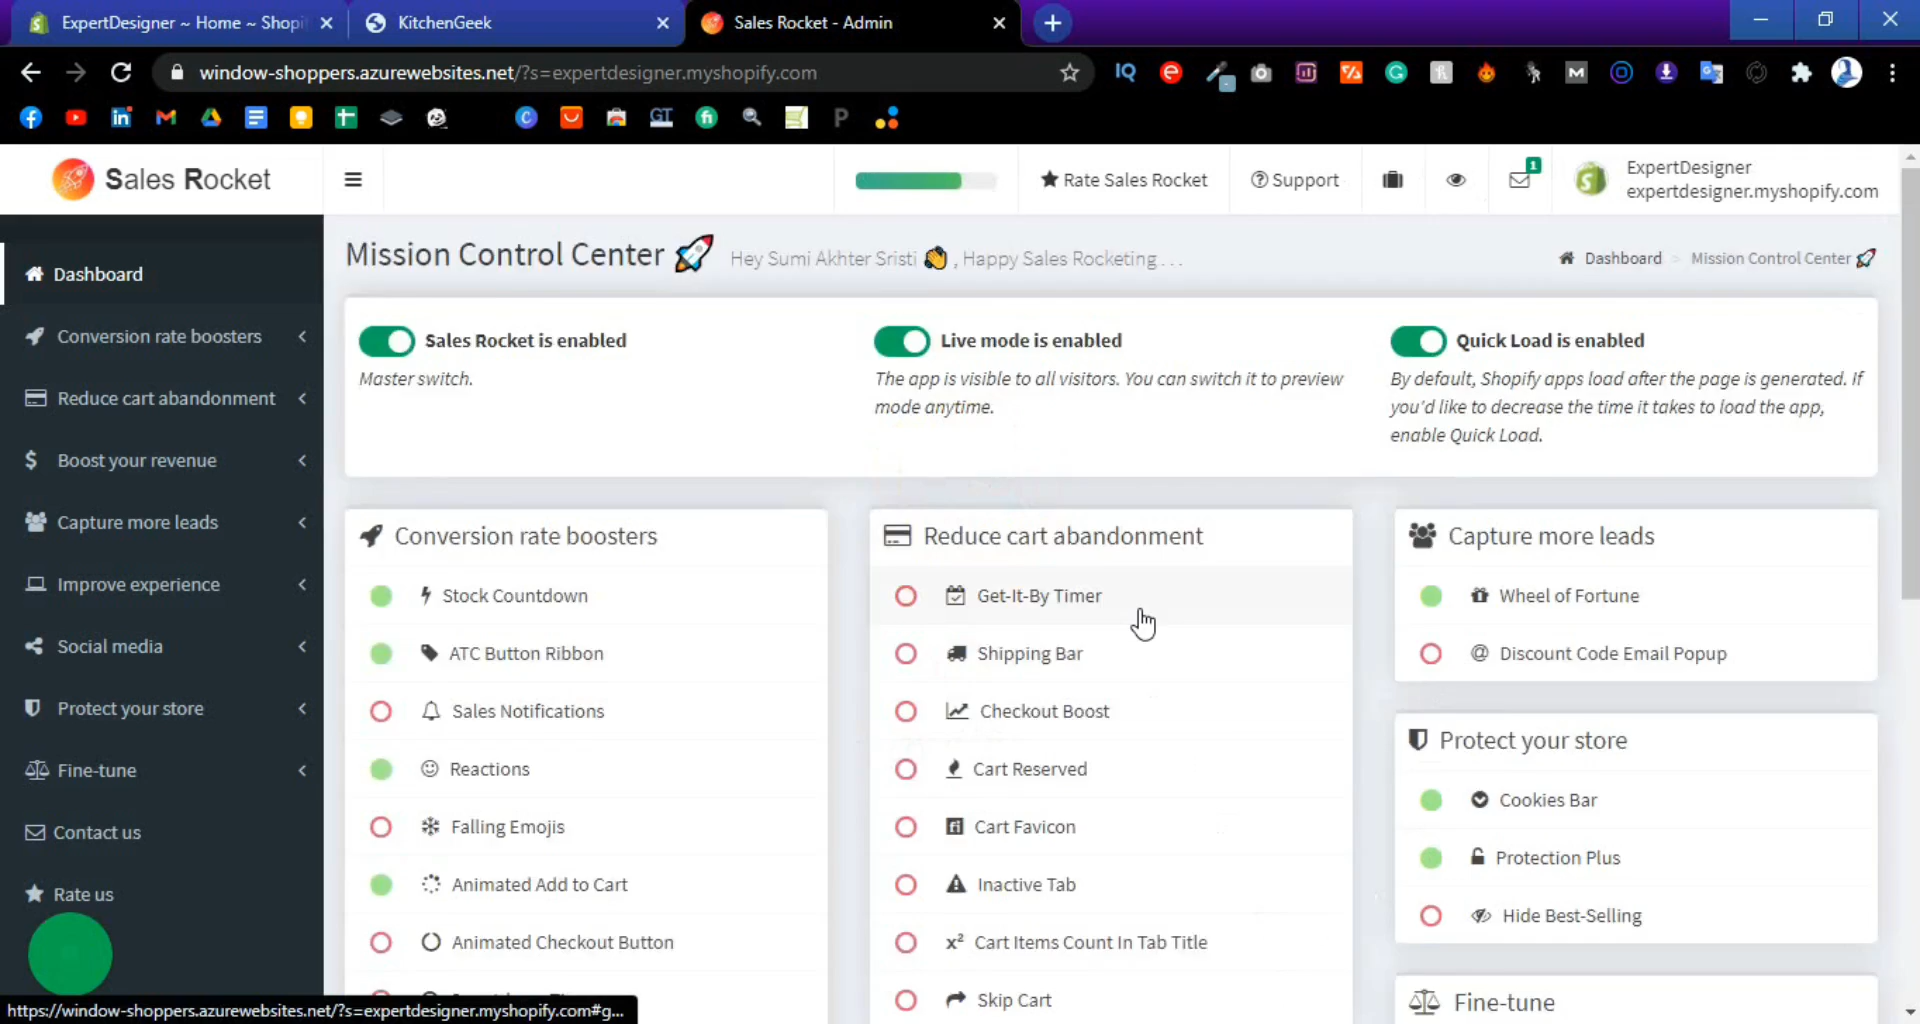 ExpertDesigner ~ Home ~ Shopi
KitchenGeek
Sales Rocket - Admin
window-shoppers.azurewebsites.net/?s=expertdesigner.myshopify.com
Sales Rocket
Rate Sales Rocket
Support
1
ExpertDesigner
expertdesigner.myshopify.com
Mission Control Center
Hey Sumi Akhter Sristi , Happy Sales Rocketing . . .
Dashboard
Mission Control Center
Dashboard
Conversion rate boosters
Reduce cart abandonment
Boost your revenue
Capture more leads
Improve experience
Social media
Protect your store
Fine-tune
Contact us
Rate us
Sales Rocket is enabled
Master switch.
Live mode is enabled
The app is visible to all visitors. You can switch it to preview
mode anytime.
Quick Load is enabled
By default, Shopify apps load after the page is generated. If
you'd like to decrease the time it takes to load the app,
enable Quick Load.
Conversion rate boosters
Stock Countdown
ATC Button Ribbon
Sales Notifications
Reactions
Falling Emojis
Animated Add to Cart
Animated Checkout Button
Reduce cart abandonment
Get-It-By Timer
Shipping Bar
Checkout Boost
Cart Reserved
Cart Favicon
Inactive Tab
x² Cart Items Count In Tab Title
Skip Cart
Capture more leads
Wheel of Fortune
@ Discount Code Email Popup
Protect your store
Cookies Bar
Protection Plus
Hide Best-Selling
Fine-tune
https://window-shoppers.azurewebsites.net/?s=expertdesigner.myshopify.com#g...